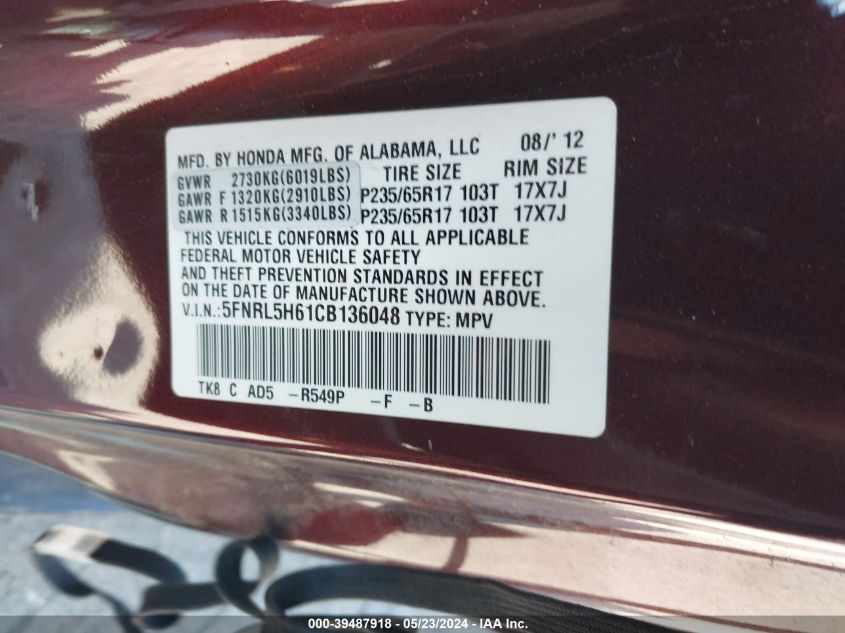 MFD. BY HONDA MFG. OF ALABAMA, LLC 08/' 12
GVWR 2730KG(6019LBS) TIRE SIZE RIM SIZE
GAWR F 1320KG(2910LBS) P235/65R17 103T 17X7J
GAWR R 1515KG(3340LBS) P235/65R17 103T 17X7J
THIS VEHICLE CONFORMS TO ALL APPLICABLE
FEDERAL MOTOR VEHICLE SAFETY
AND THEFT PREVENTION STANDARDS IN EFFECT
ON THE DATE OF MANUFACTURE SHOWN ABOVE.
V.I.N.:5FNRL5H61CB136048 TYPE: MPV
TK8 C AD5 -R549P -F -B
000-39487918 - 05/23/2024 - IAA Inc.